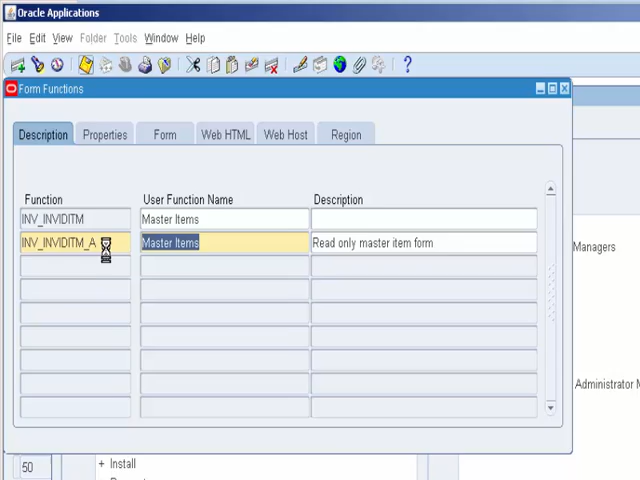 Oracle Applications
File Edit View Folder Tools Window Help
Form Functions
Description Properties Form Web HTML Web Host Region
Function User Function Name Description
INV_INVIDITM Master Items
INV_INVIDITM_A Master Items Read only master item form
Managers
Administrator
50 + Install